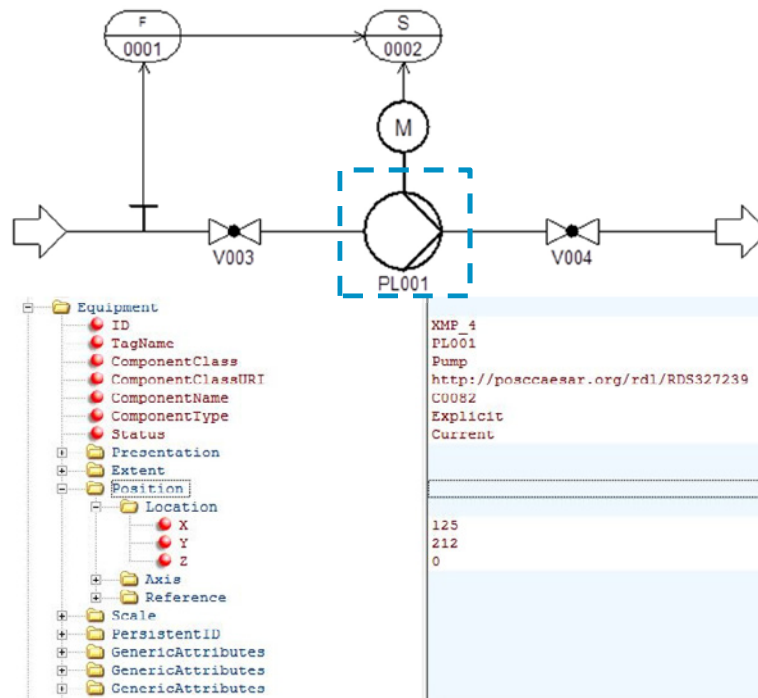 F
0001
S
0002
M
V003
PL001
V004
Equipment
ID XMP_4
TagName PL001
ComponentClass Pump
ComponentClassURI http://posccaesar.org/rdl/RDS327239
ComponentName C0082
ComponentType Explicit
Status Current
Presentation
Extent
Position
Location
X 125
Y 212
Z 0
Axis
Reference
Scale
PersistentID
GenericAttributes
GenericAttributes
GenericAttributes